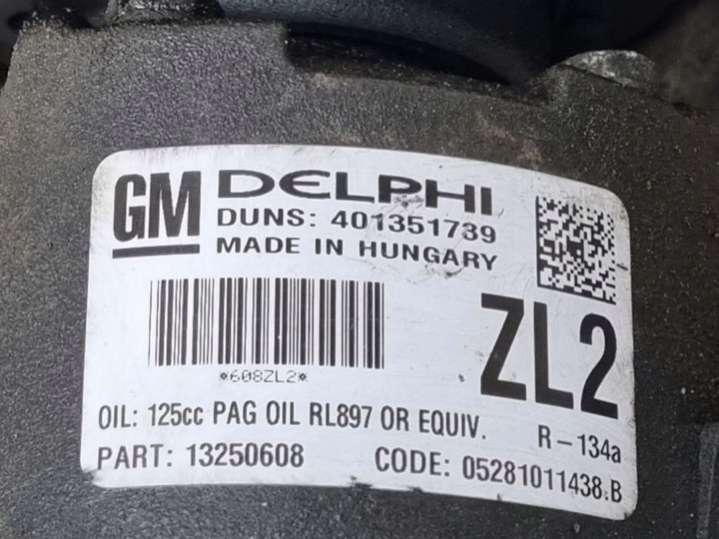 GM DELPHI
DUNS: 401351739
MADE IN HUNGARY
*608ZL2*
ZL2
OIL: 125cc PAG OIL RL897 OR EQUIV.
R-134a
PART: 13250608
CODE: 05281011438.B